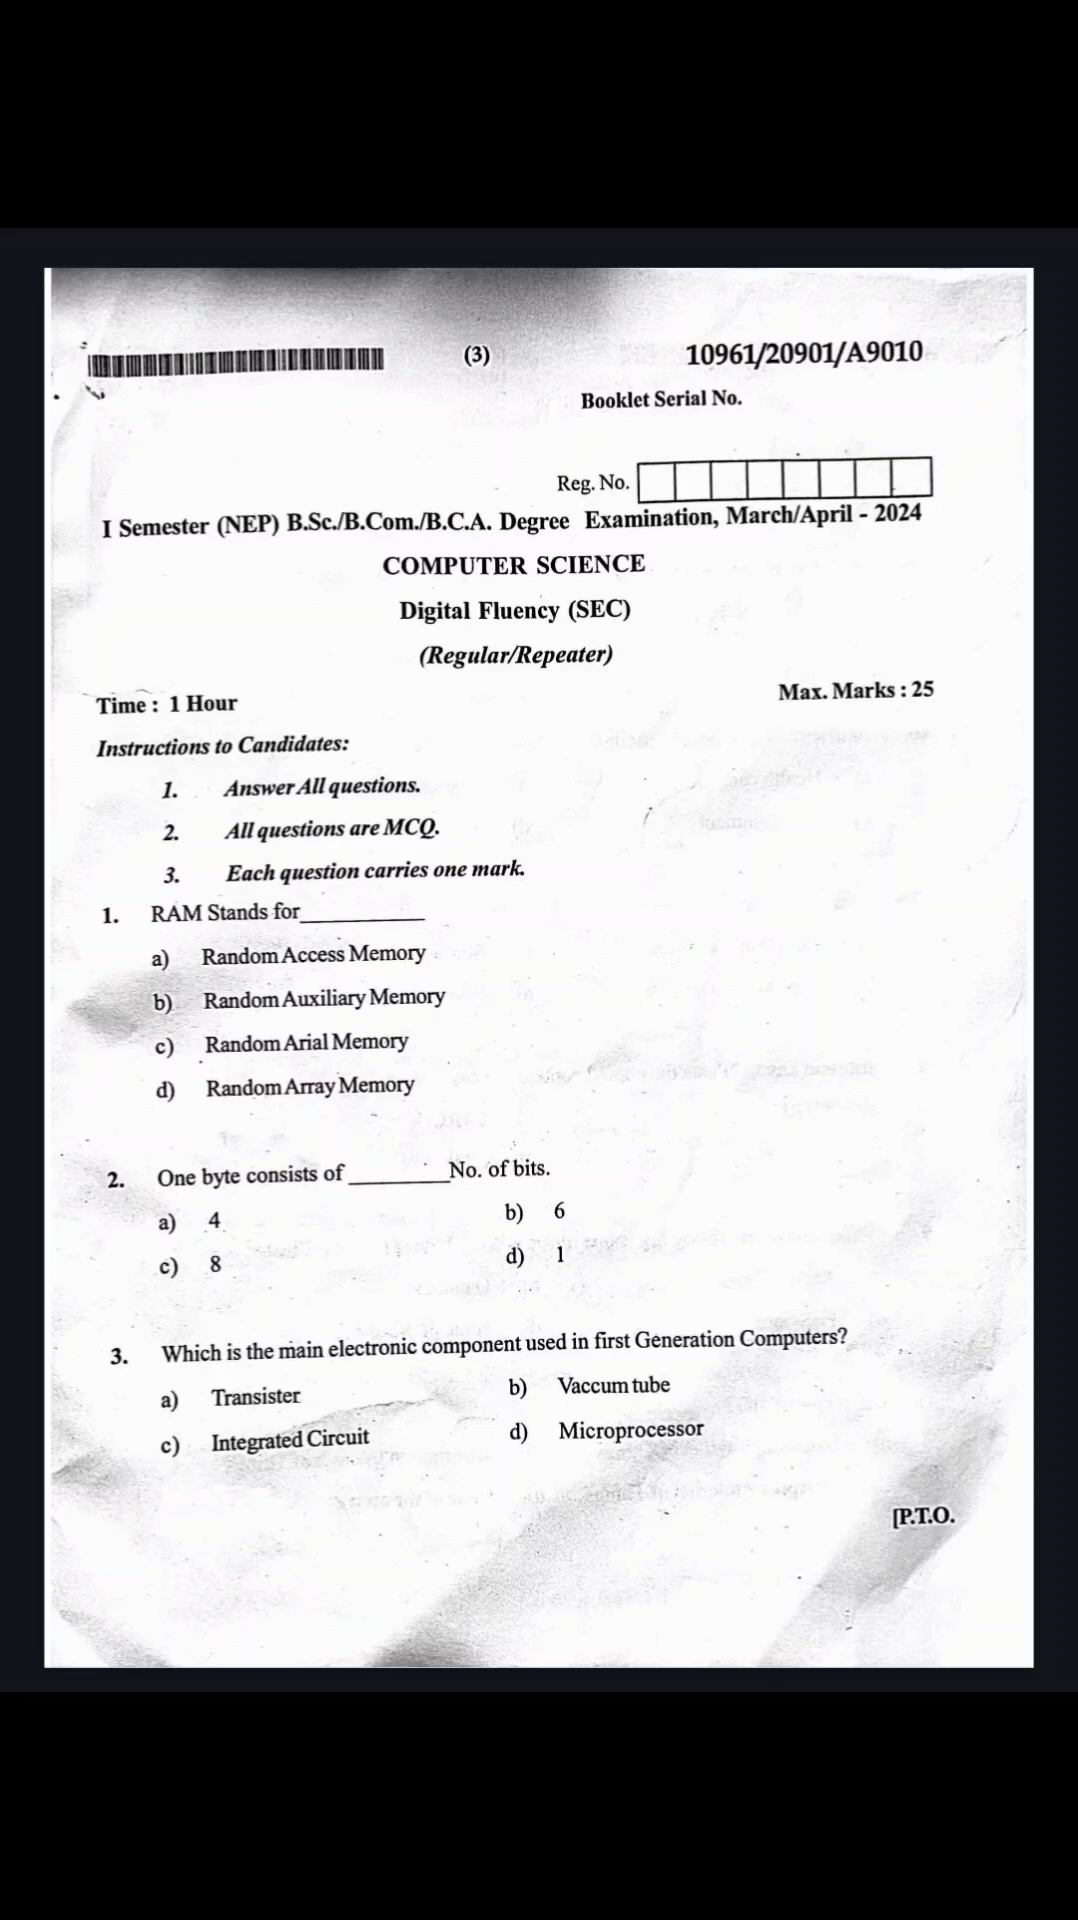 (3)
10961/20901/A9010
Booklet Serial No.
Reg. No.
I Semester (NEP) B.Sc./B.Com./B.C.A. Degree Examination, March/April - 2024
COMPUTER SCIENCE
Digital Fluency (SEC)
(Regular/Repeater)
Time : 1 Hour
Max. Marks : 25
Instructions to Candidates:
1. Answer All questions.
2. All questions are MCQ.
3. Each question carries one mark.
1. RAM Stands for____________
a) Random Access Memory
b) Random Auxiliary Memory
c) Random Arial Memory
d) Random Array Memory
2. One byte consists of __________No. of bits.
a) 4 b) 6
c) 8 d) 1
3. Which is the main electronic component used in first Generation Computers?
a) Transister b) Vaccum tube
c) Integrated Circuit d) Microprocessor
[P.T.O.